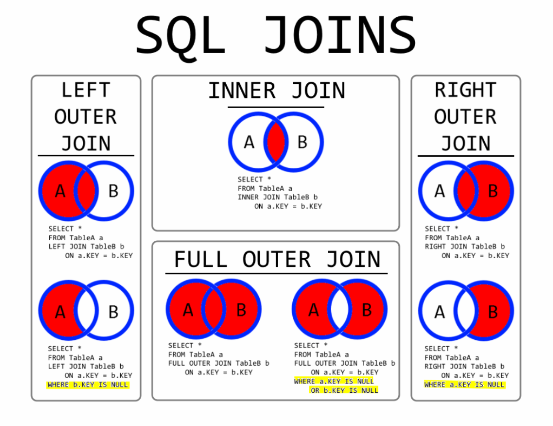 SQL JOINS
LEFT
OUTER
JOIN
A B
SELECT *
FROM TableA a
LEFT JOIN TableB b
ON a.KEY = b.KEY
A B
SELECT *
FROM TableA a
LEFT JOIN TableB b
ON a.KEY = b.KEY
WHERE b.KEY IS NULL
INNER JOIN
A B
SELECT *
FROM TableA a
INNER JOIN TableB b
ON a.KEY = b.KEY
FULL OUTER JOIN
A B
SELECT *
FROM TableA a
FULL OUTER JOIN TableB b
ON a.KEY = b.KEY
A B
SELECT *
FROM TableA a
FULL OUTER JOIN TableB b
ON a.KEY = b.KEY
WHERE a.KEY IS NULL
OR b.KEY IS NULL
RIGHT
OUTER
JOIN
A B
SELECT *
FROM TableA a
RIGHT JOIN TableB b
ON a.KEY = b.KEY
A B
SELECT *
FROM TableA a
RIGHT JOIN TableB b
ON a.KEY = b.KEY
WHERE a.KEY IS NULL